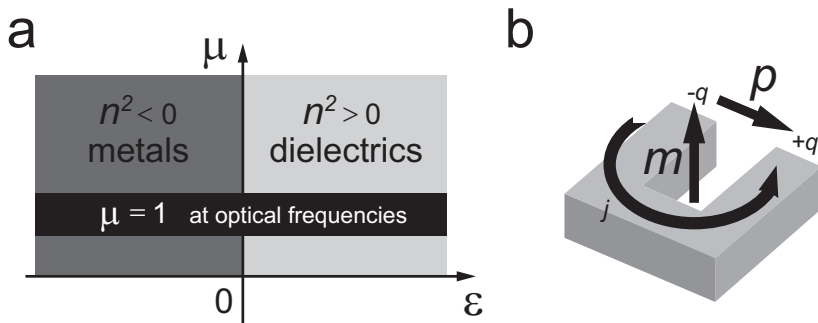 a
μ
n² < 0
metals
n² > 0
dielectrics
μ = 1 at optical frequencies
0
ε
b
-q
p
+q
m
j